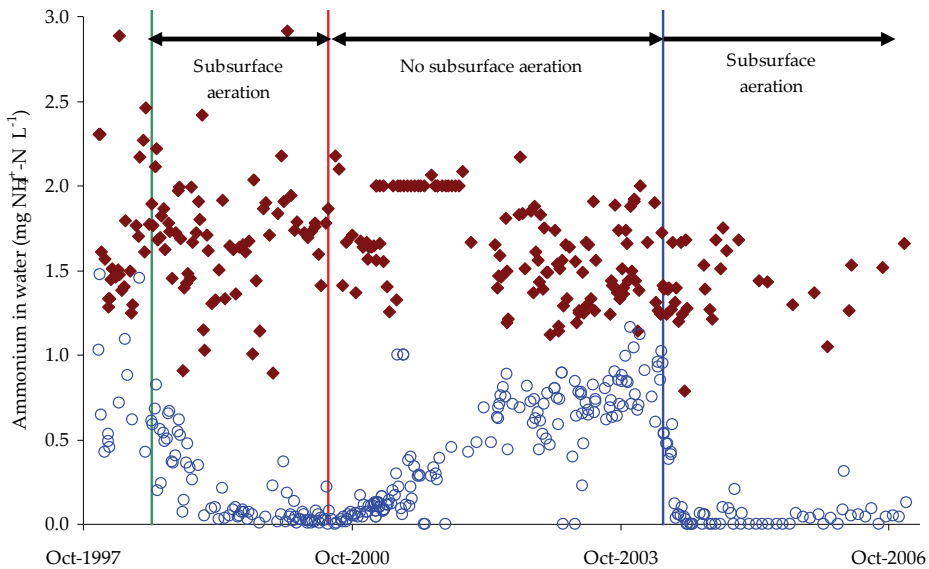 3.0
2.5
2.0
1.5
1.0
0.5
0.0
Ammonium in water (mg NH₄⁺-N L⁻¹)
Subsurface
aeration
No subsurface aeration
Subsurface
aeration
Oct-1997
Oct-2000
Oct-2003
Oct-2006